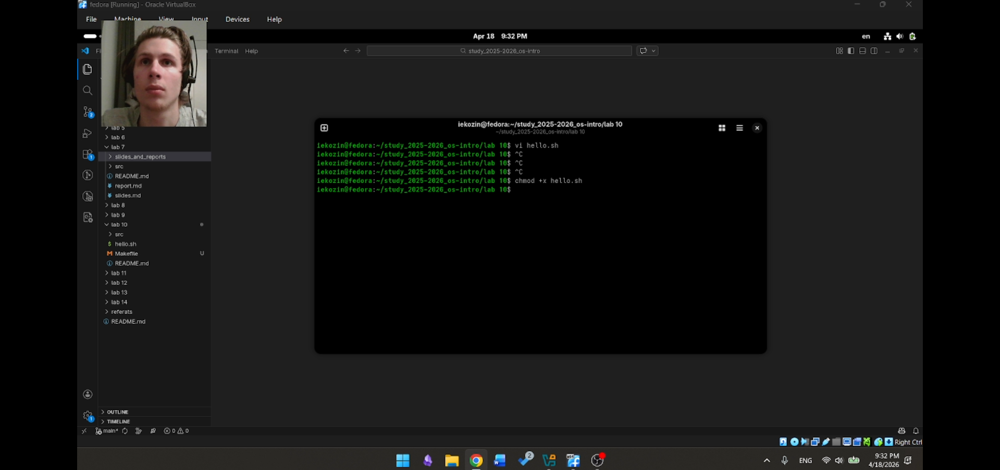 fedora [Running] - Oracle VirtualBox
File Machine View Input Devices Help
Apr 18 9:32 PM
en
Terminal Help
study_2025-2026_os-intro
lab 5
lab 6
lab 7
slides_and_reports
src
README.md
report.md
slides.md
lab 8
lab 9
lab 10
src
hello.sh
Makefile U
README.md
lab 11
lab 12
lab 13
lab 14
referats
README.md
OUTLINE
TIMELINE
2
1
1
iekozin@fedora:~/study_2025-2026_os-intro/lab 10
~/study_2025-2026_os-intro/lab 10
iekozin@fedora:~/study_2025-2026_os-intro/lab 10$ vi hello.sh
iekozin@fedora:~/study_2025-2026_os-intro/lab 10$ ^C
iekozin@fedora:~/study_2025-2026_os-intro/lab 10$ ^C
iekozin@fedora:~/study_2025-2026_os-intro/lab 10$ ^C
iekozin@fedora:~/study_2025-2026_os-intro/lab 10$ chmod +x hello.sh
iekozin@fedora:~/study_2025-2026_os-intro/lab 10$
main* 0 0
Right Ctrl
2
ENG
9:32 PM
4/18/2026